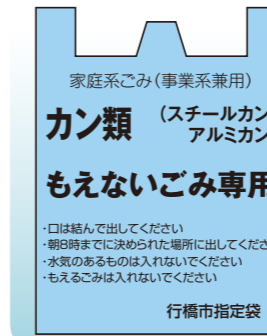 家庭系ごみ(事業系兼用)
カン類 (スチールカン
アルミカン
もえないごみ専用
・口は結んで出してください
・朝8時までに決められた場所に出してくださ
・水気のあるものは入れないでください
・もえるごみは入れないでください
行橋市指定袋